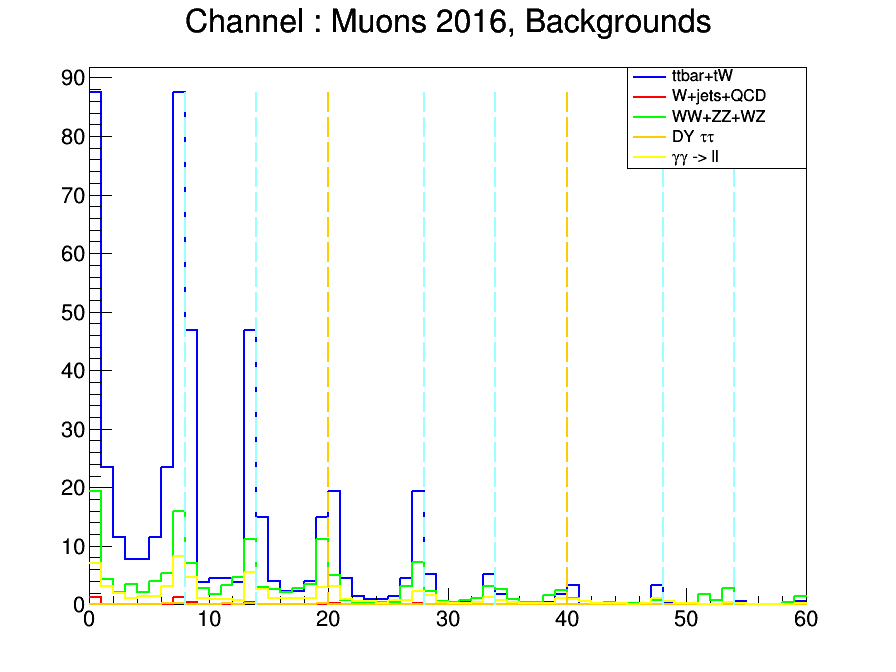 Channel : Muons 2016, Backgrounds
ttbar+tW
W+jets+QCD
WW+ZZ+WZ
DY ττ
γγ -> ll
90
80
70
60
50
40
30
20
10
0
0 10 20 30 40 50 60